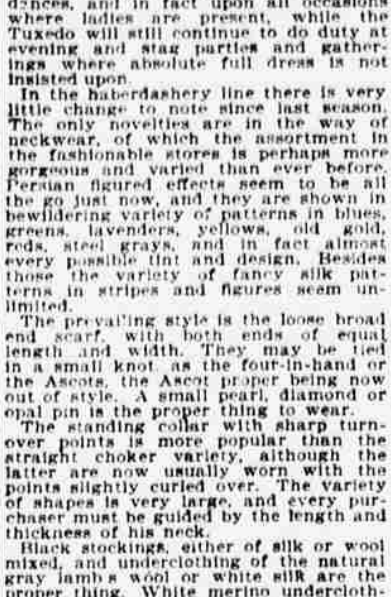 dances, and in fact upon all occasions
where ladies are present, while the
Tuxedo will still continue to do duty at
evening and stag parties and gather-
ings where absolute full dress is not
insisted upon.
In the haberdashery line there is very
little change to note since last season.
The only novelties are in the way of
neckwear, of which the assortment in
the fashionable stores is perhaps more
gorgeous and varied than ever before.
Persian figured effects seem to be all
the go just now, and they are shown in
bewildering variety of patterns in blues,
greens, lavenders, yellows, old gold,
reds, steel grays, and in fact almost
every possible tint and design. Besides
those the variety of fancy silk pat-
terns in stripes and figures seem un-
limited.
The prevailing style is the loose broad
end scarf, with both ends of equal
length and width. They may be tied
in a small knot, as the four-in-hand or
the Ascots, the Ascot proper being now
out of style. A small pearl, diamond or
opal pin is the proper thing to wear.
The standing collar with sharp turn-
over points is more popular than the
straight choker variety, although the
latter are now usually worn with the
points slightly curled over. The variety
of shapes is very large, and every pur-
chaser must be guided by the length and
thickness of his neck.
Black stockings, either of silk or wool
mixed, and underclothing of the natural
gray lamb s wool or white silk are the
proper thing. White merino undercloth-